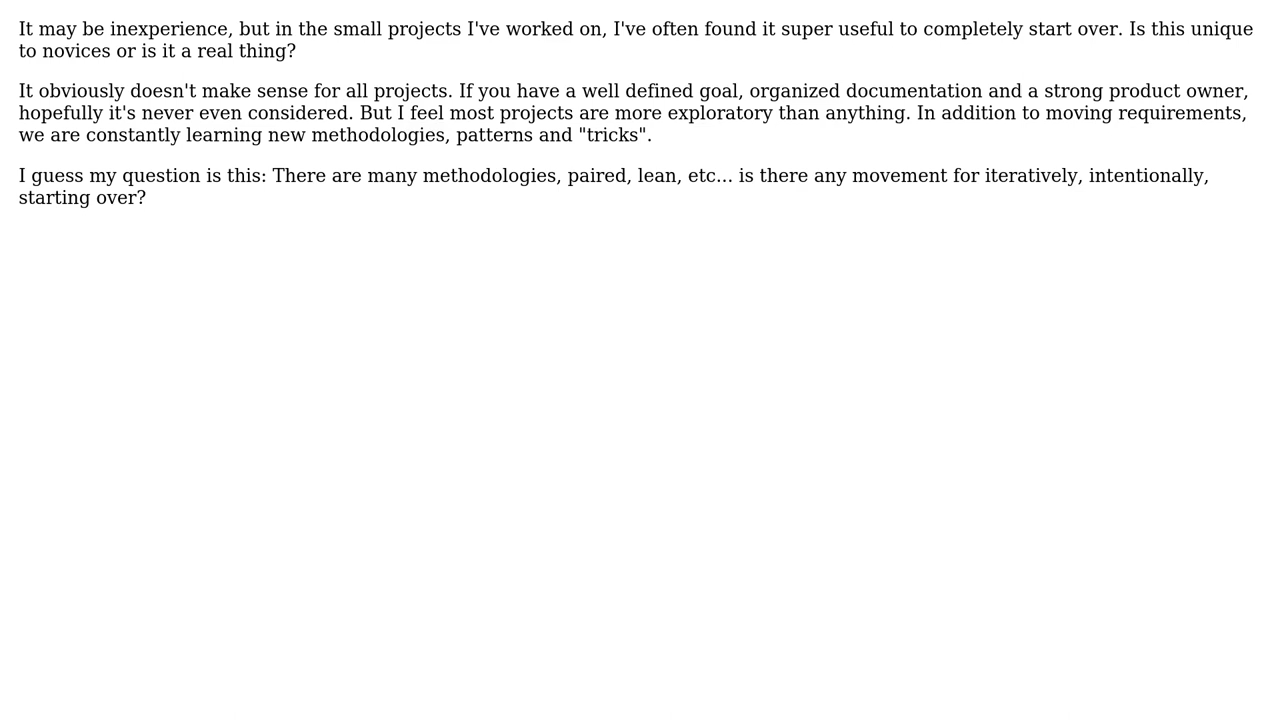 It may be inexperience, but in the small projects I've worked on, I've often found it super useful to completely start over. Is this unique
to novices or is it a real thing?
It obviously doesn't make sense for all projects. If you have a well defined goal, organized documentation and a strong product owner,
hopefully it's never even considered. But I feel most projects are more exploratory than anything. In addition to moving requirements,
we are constantly learning new methodologies, patterns and "tricks".
I guess my question is this: There are many methodologies, paired, lean, etc... is there any movement for iteratively, intentionally,
starting over?